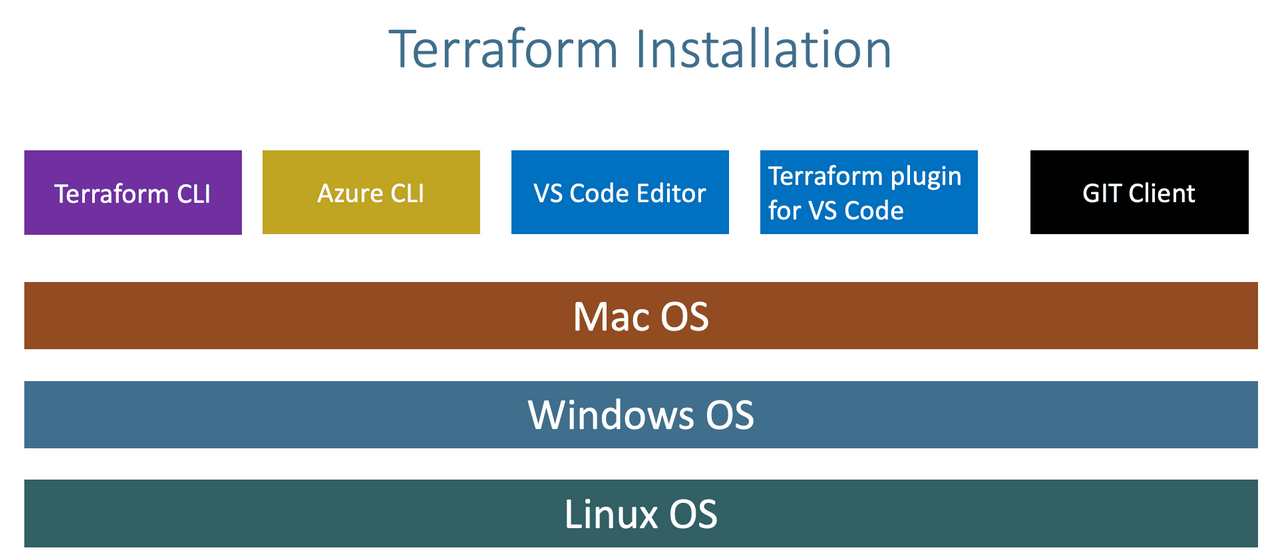 Terraform Installation
Terraform CLI
Azure CLI
VS Code Editor
Terraform plugin
for VS Code
GIT Client
Mac OS
Windows OS
Linux OS